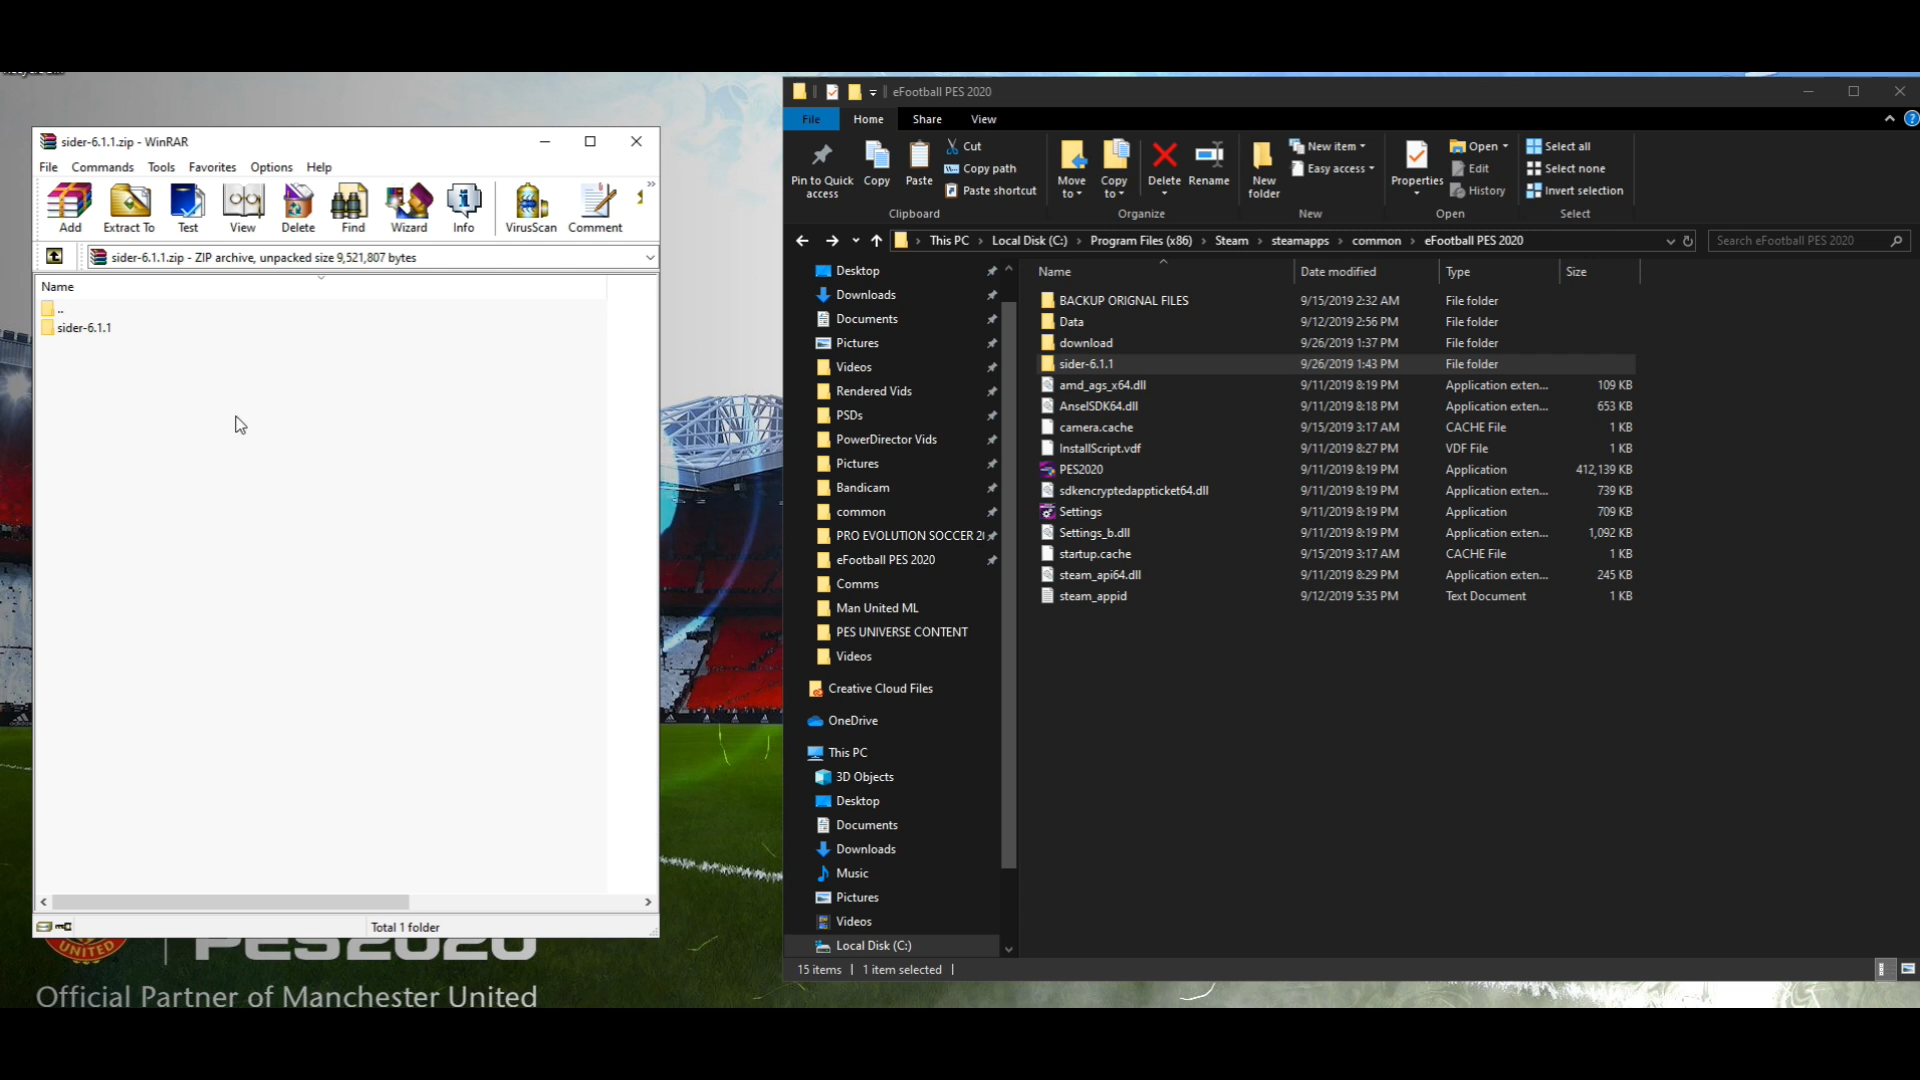 sider-6.1.1.zip - WinRAR
File Commands Tools Favorites Options Help
Add Extract To Test View Delete Find Wizard Info VirusScan Comment
sider-6.1.1.zip - ZIP archive, unpacked size 9,521,807 bytes
Name
..
sider-6.1.1
Total 1 folder
UNITED
PES2020
Official Partner of Manchester United
eFootball PES 2020
File Home Share View
Pin to Quick access
Copy
Paste
Cut
Copy path
Paste shortcut
Clipboard
Move to
Copy to
Delete
Rename
Organize
New folder
New item
Easy access
New
Properties
Open
Edit
History
Open
Select all
Select none
Invert selection
Select
This PC Local Disk (C:) Program Files (x86) Steam steamapps common eFootball PES 2020
Search eFootball PES 2020
Desktop
Downloads
Documents
Pictures
Videos
Rendered Vids
PSDs
PowerDirector Vids
Pictures
Bandicam
common
PRO EVOLUTION SOCCER 2
eFootball PES 2020
Comms
Man United ML
PES UNIVERSE CONTENT
Videos
Creative Cloud Files
OneDrive
This PC
3D Objects
Desktop
Documents
Downloads
Music
Pictures
Videos
Local Disk (C:)
Name Date modified Type Size
BACKUP ORIGNAL FILES 9/15/2019 2:32 AM File folder
Data 9/12/2019 2:56 PM File folder
download 9/26/2019 1:37 PM File folder
sider-6.1.1 9/26/2019 1:43 PM File folder
amd_ags_x64.dll 9/11/2019 8:19 PM Application exten... 109 KB
AnselSDK64.dll 9/11/2019 8:18 PM Application exten... 653 KB
camera.cache 9/15/2019 3:17 AM CACHE File 1 KB
InstallScript.vdf 9/11/2019 8:27 PM VDF File 1 KB
PES2020 9/11/2019 8:19 PM Application 412,139 KB
sdkencryptedappticket64.dll 9/11/2019 8:19 PM Application exten... 739 KB
Settings 9/11/2019 8:19 PM Application 709 KB
Settings_b.dll 9/11/2019 8:19 PM Application exten... 1,092 KB
startup.cache 9/15/2019 3:17 AM CACHE File 1 KB
steam_api64.dll 9/11/2019 8:29 PM Application exten... 245 KB
steam_appid 9/12/2019 5:35 PM Text Document 1 KB
15 items 1 item selected